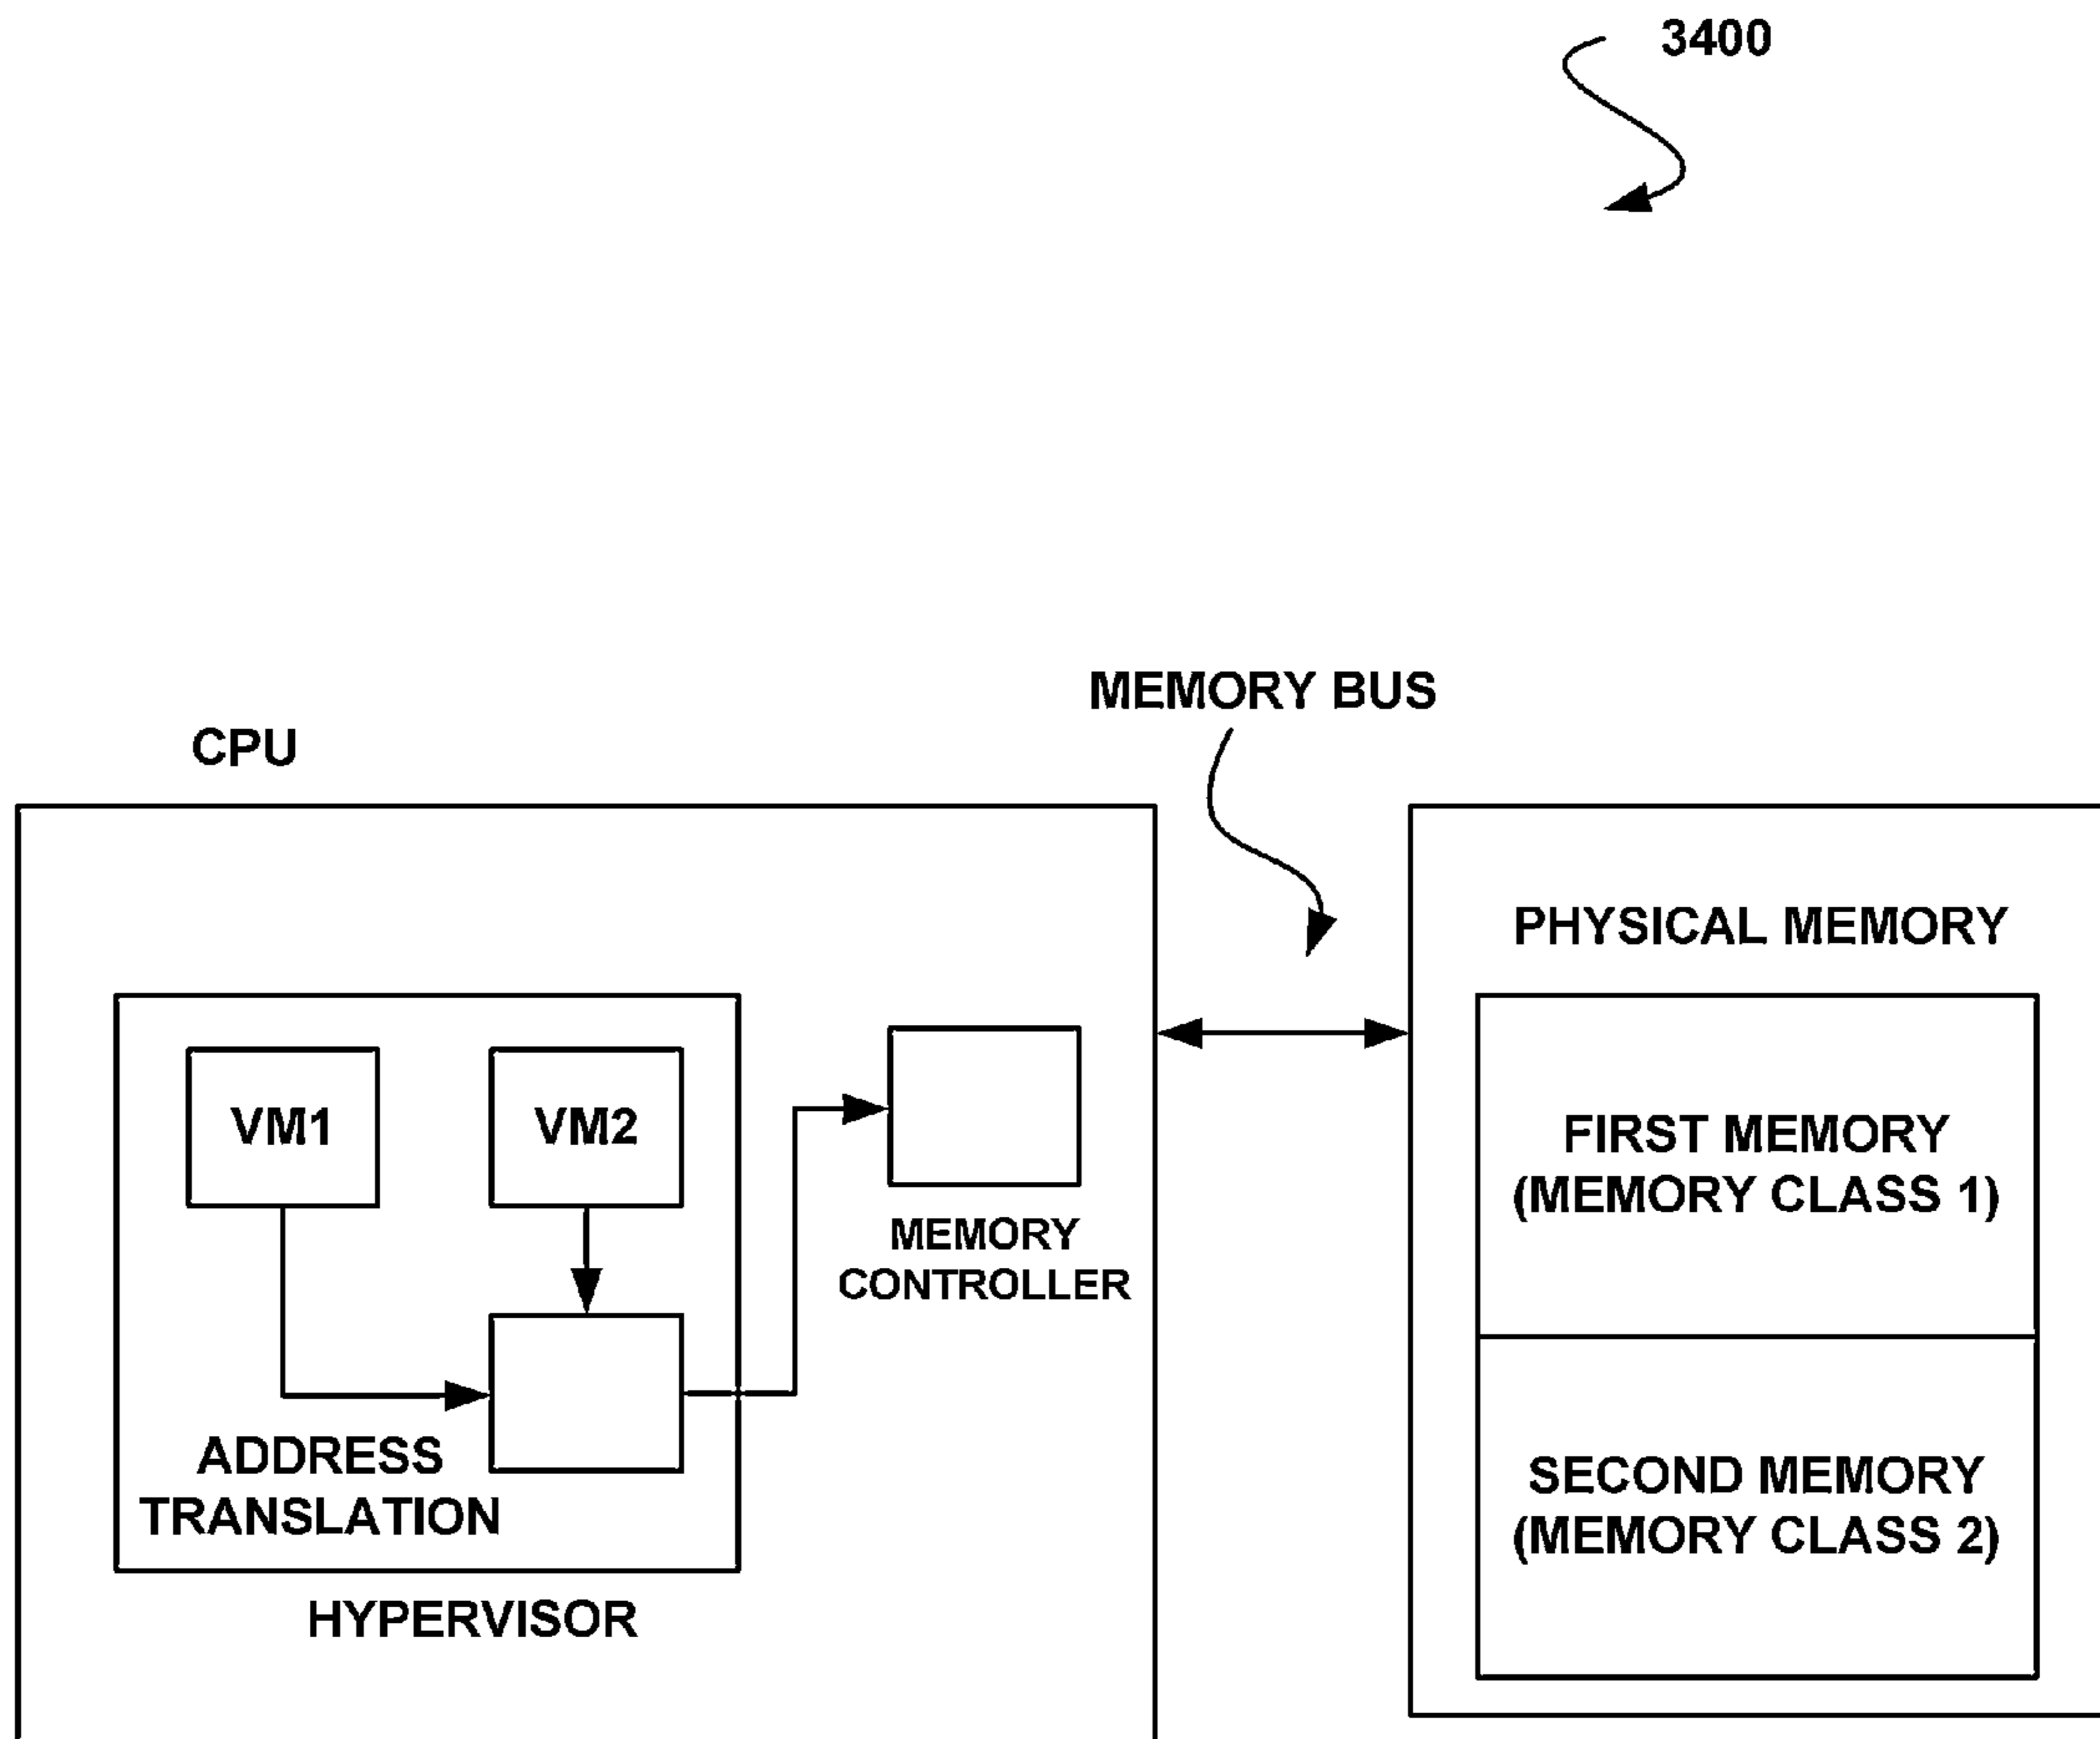 3400
MEMORY BUS
CPU
PHYSICAL MEMORY
VM1
VM2
FIRST MEMORY
(MEMORY CLASS 1)
MEMORY
CONTROLLER
ADDRESS
TRANSLATION
SECOND MEMORY
(MEMORY CLASS 2)
HYPERVISOR